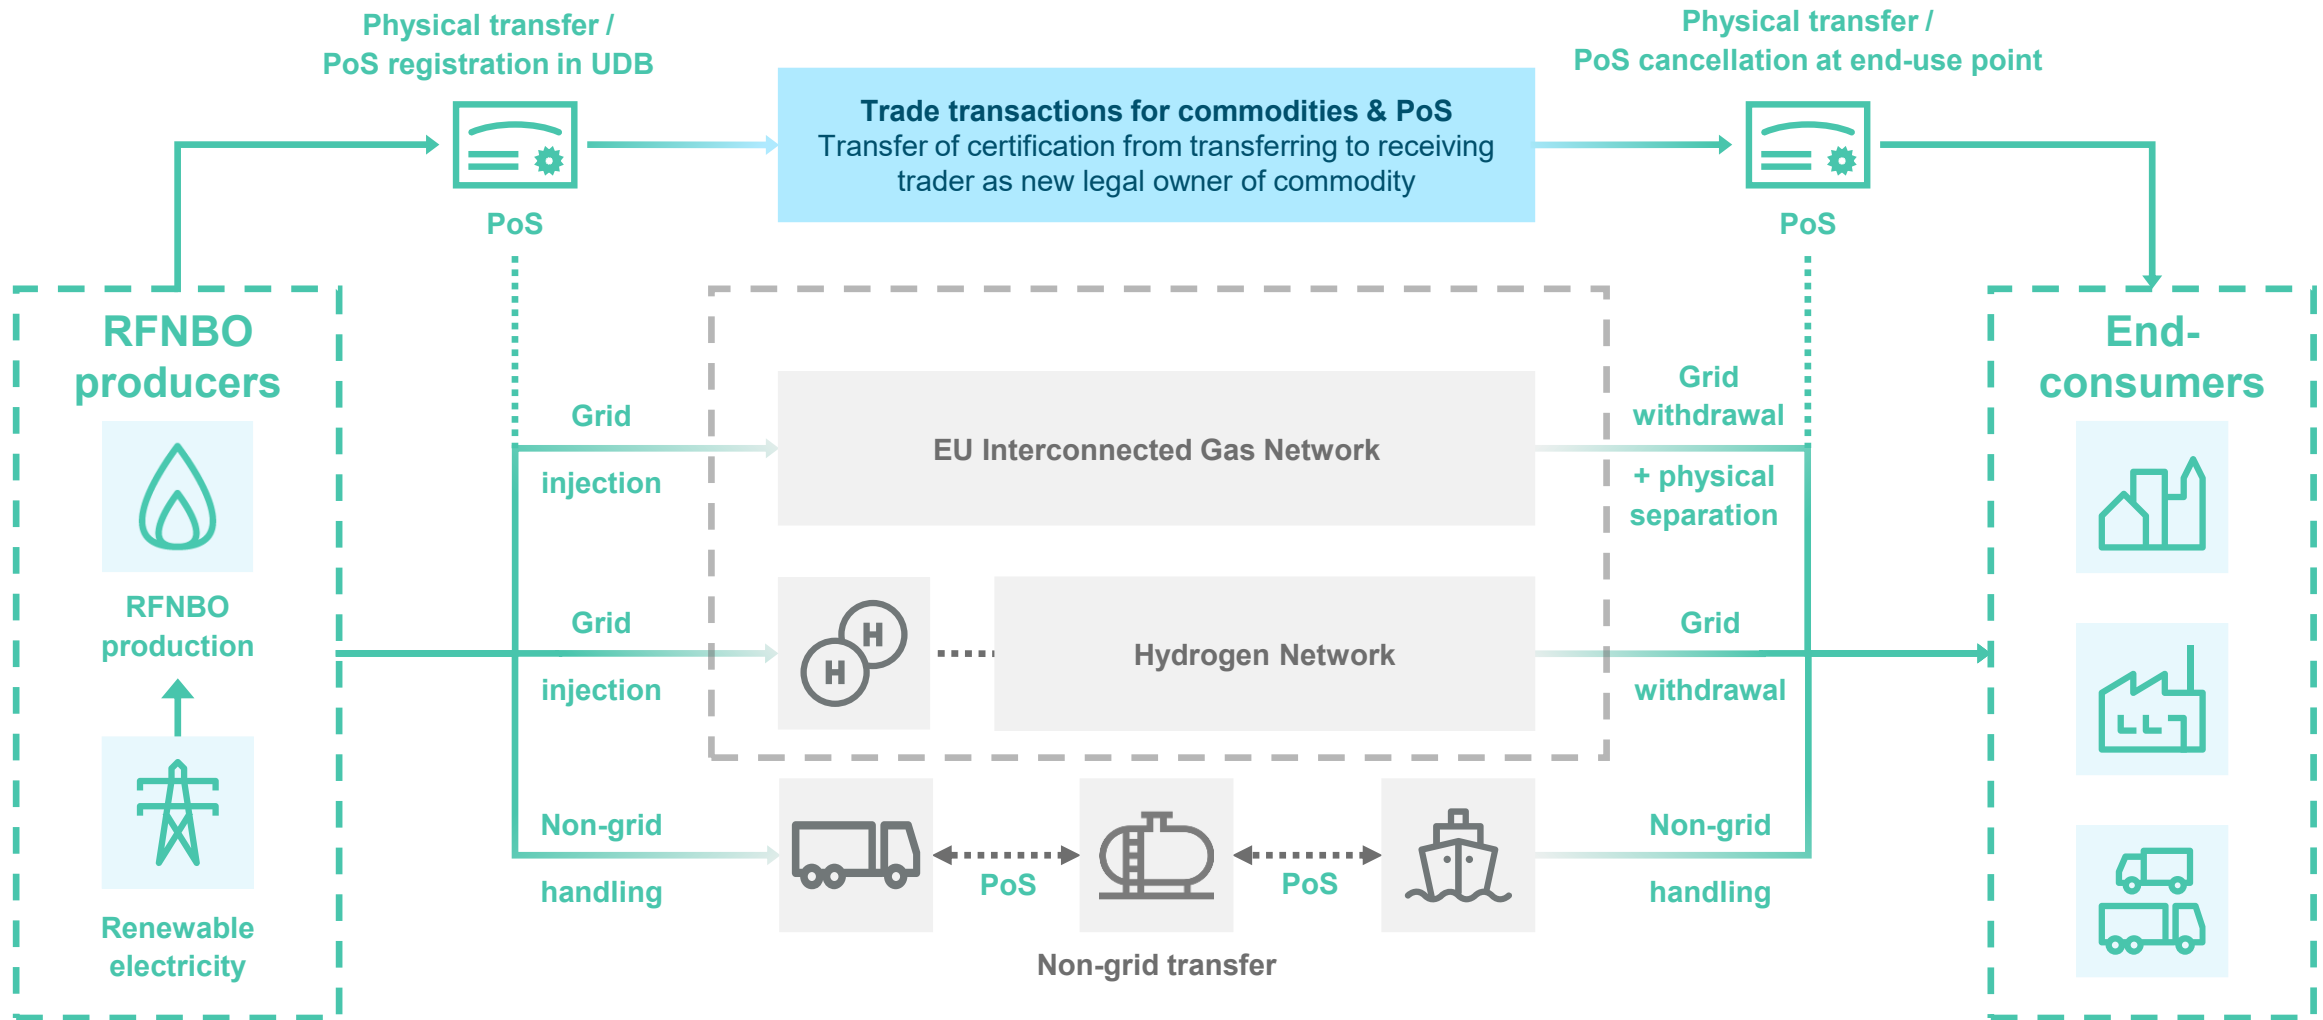 Physical transfer /
PoS registration in UDB
Physical transfer /
PoS cancellation at end-use point
Trade transactions for commodities & PoS
Transfer of certification from transferring to receiving
trader as new legal owner of commodity
PoS
PoS
RFNBO
producers
RFNBO
production
Renewable
electricity
Grid
injection
EU Interconnected Gas Network
Grid
withdrawal
+ physical
separation
Grid
injection
H
H
Hydrogen Network
Grid
withdrawal
Non-grid
handling
PoS
PoS
Non-grid
handling
Non-grid transfer
End-
consumers